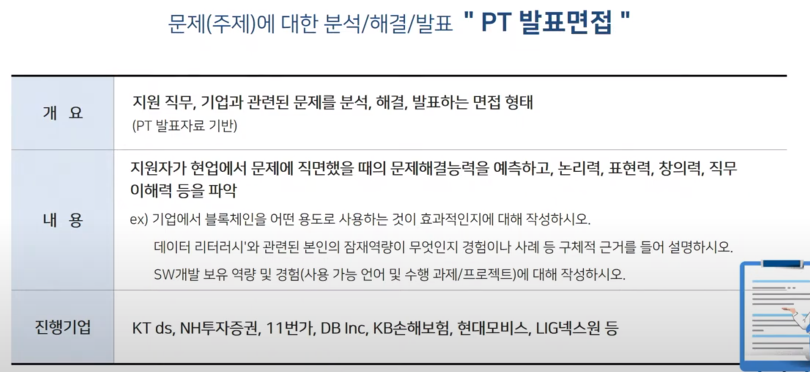 문제(주제)에 대한 분석/해결/발표 " PT 발표면접 "
개 요
지원 직무, 기업과 관련된 문제를 분석, 해결, 발표하는 면접 형태
(PT 발표자료 기반)
내 용
지원자가 현업에서 문제에 직면했을 때의 문제해결능력을 예측하고, 논리력, 표현력, 창의력, 직무
이해력 등을 파악
ex) 기업에서 블록체인을 어떤 용도로 사용하는 것이 효과적인지에 대해 작성하시오.
데이터 리터러시'와 관련된 본인의 잠재역량이 무엇인지 경험이나 사례 등 구체적 근거를 들어 설명하시오.
SW개발 보유 역량 및 경험(사용 가능 언어 및 수행 과제/프로젝트)에 대해 작성하시오.
진행기업
KT ds, NH투자증권, 11번가, DB Inc, KB손해보험, 현대모비스, LIG넥스원 등